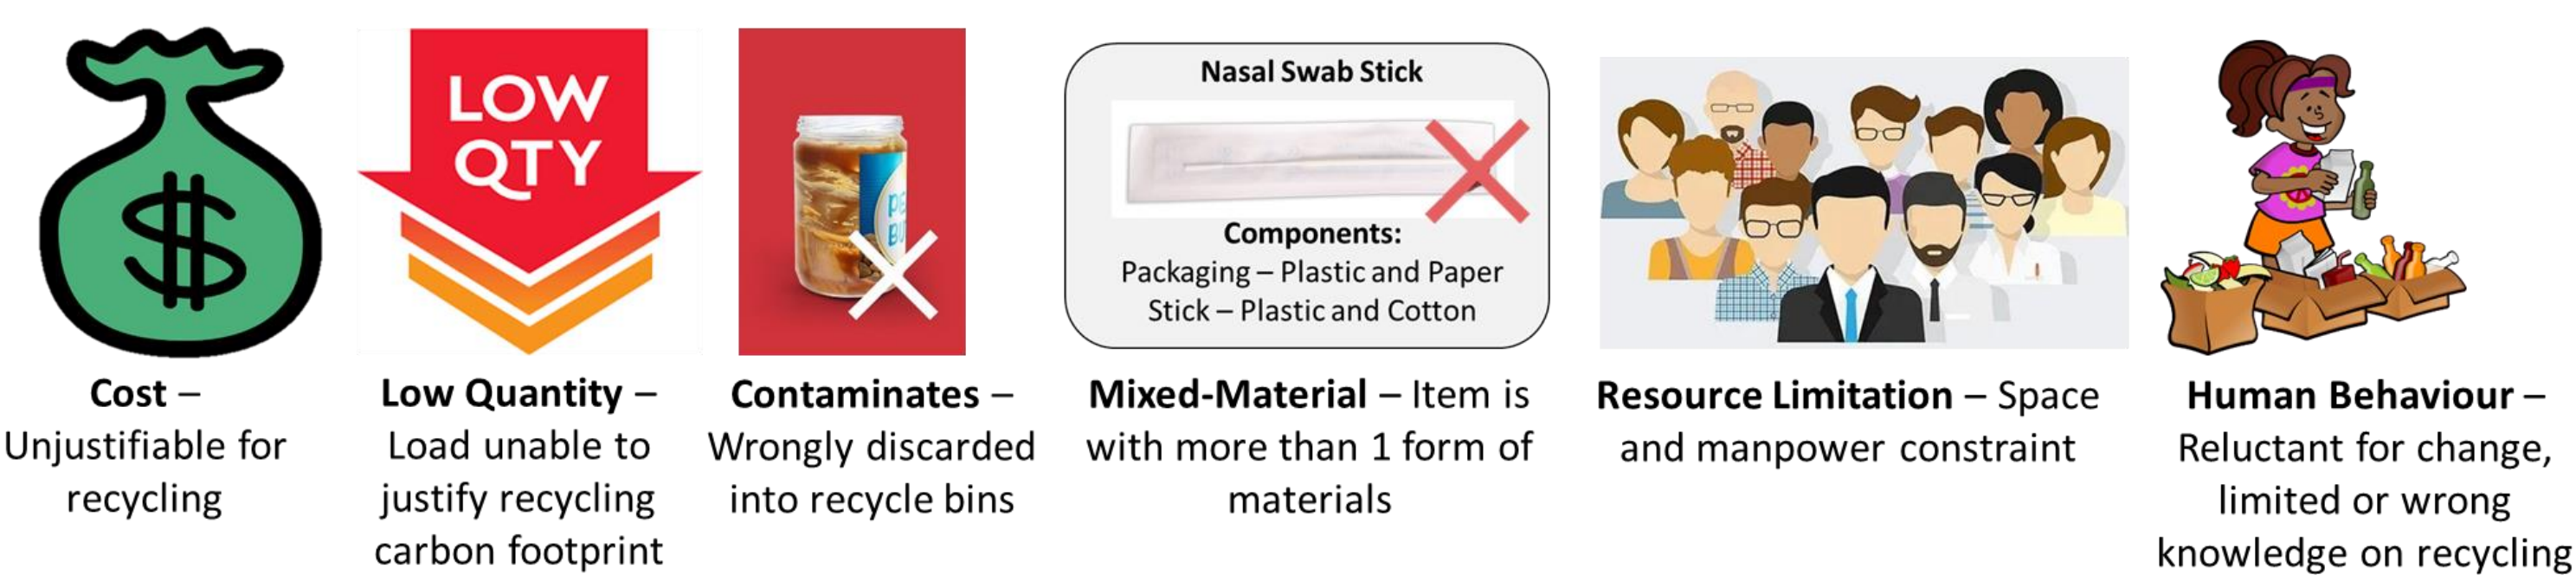 LOW
QTY
PE
BU
Nasal Swab Stick
Components:
Packaging – Plastic and Paper
Stick – Plastic and Cotton
Cost –
Unjustifiable for
recycling
Low Quantity –
Load unable to
justify recycling
carbon footprint
Contaminates –
Wrongly discarded
into recycle bins
Mixed-Material – Item is
with more than 1 form of
materials
Resource Limitation – Space
and manpower constraint
Human Behaviour –
Reluctant for change,
limited or wrong
knowledge on recycling